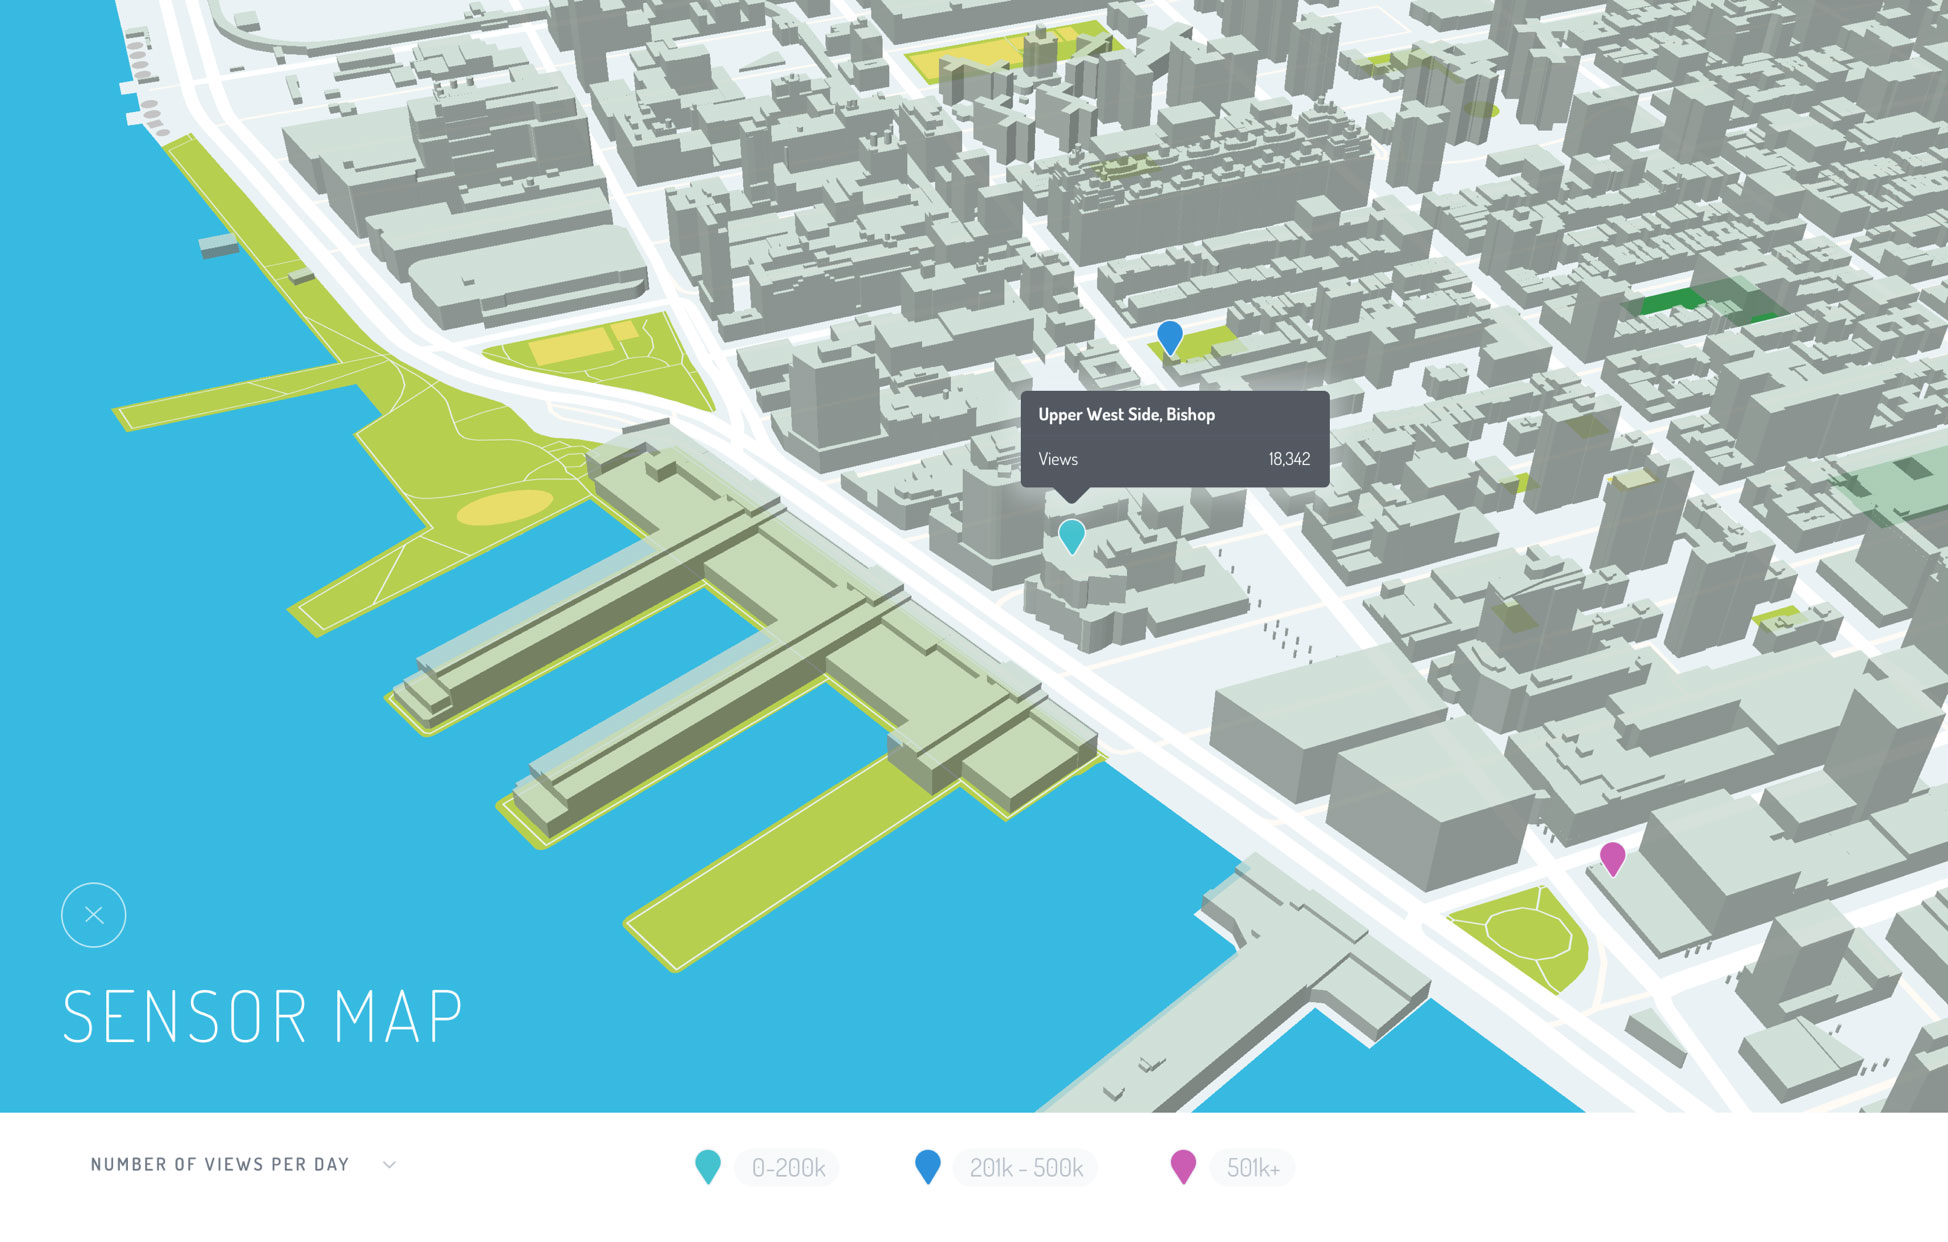 Upper West Side, Bishop
Views 18,342
SENSOR MAP
NUMBER OF VIEWS PER DAY
0-200k
201k - 500k
501k+